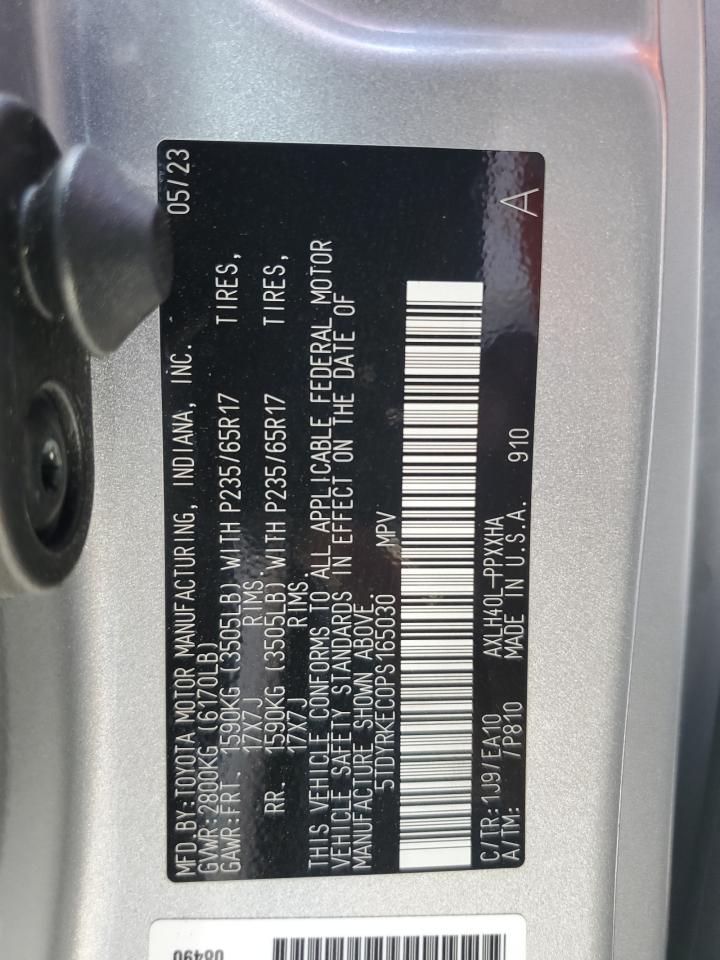 MFD.BY:TOYOTA MOTOR MANUFACTURING, INDIANA, INC. 05/23
GVWR:2800KG (6170LB)
GAWR:FRT. 1590KG (3505LB) WITH P235/65R17 TIRES,
17X7J RIMS.
RR. 1590KG (3505LB) WITH P235/65R17 TIRES,
17X7J RIMS.
THIS VEHICLE CONFORMS TO ALL APPLICABLE FEDERAL MOTOR
VEHICLE SAFETY STANDARDS IN EFFECT ON THE DATE OF
MANUFACTURE SHOWN ABOVE.
5TDYRKEC0PS165030 MPV
C/TR:1J9/EA10 AXLH40L-PPXXHA A
A/TM: /P810 MADE IN U.S.A. 910
08490